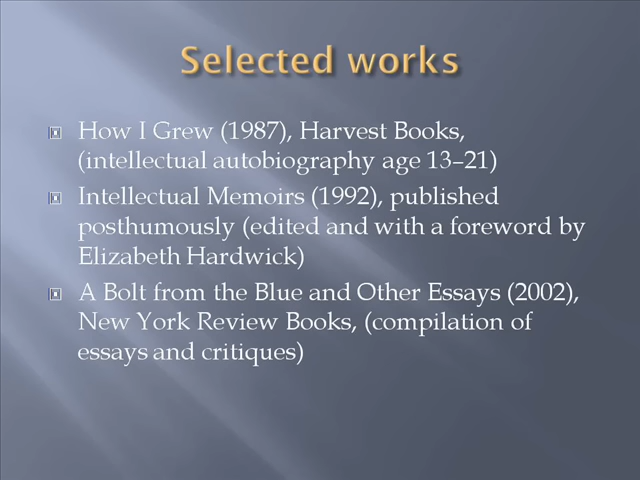 Selected works
How I Grew (1987), Harvest Books,
(intellectual autobiography age 13–21)
Intellectual Memoirs (1992), published
posthumously (edited and with a foreword by
Elizabeth Hardwick)
A Bolt from the Blue and Other Essays (2002),
New York Review Books, (compilation of
essays and critiques)